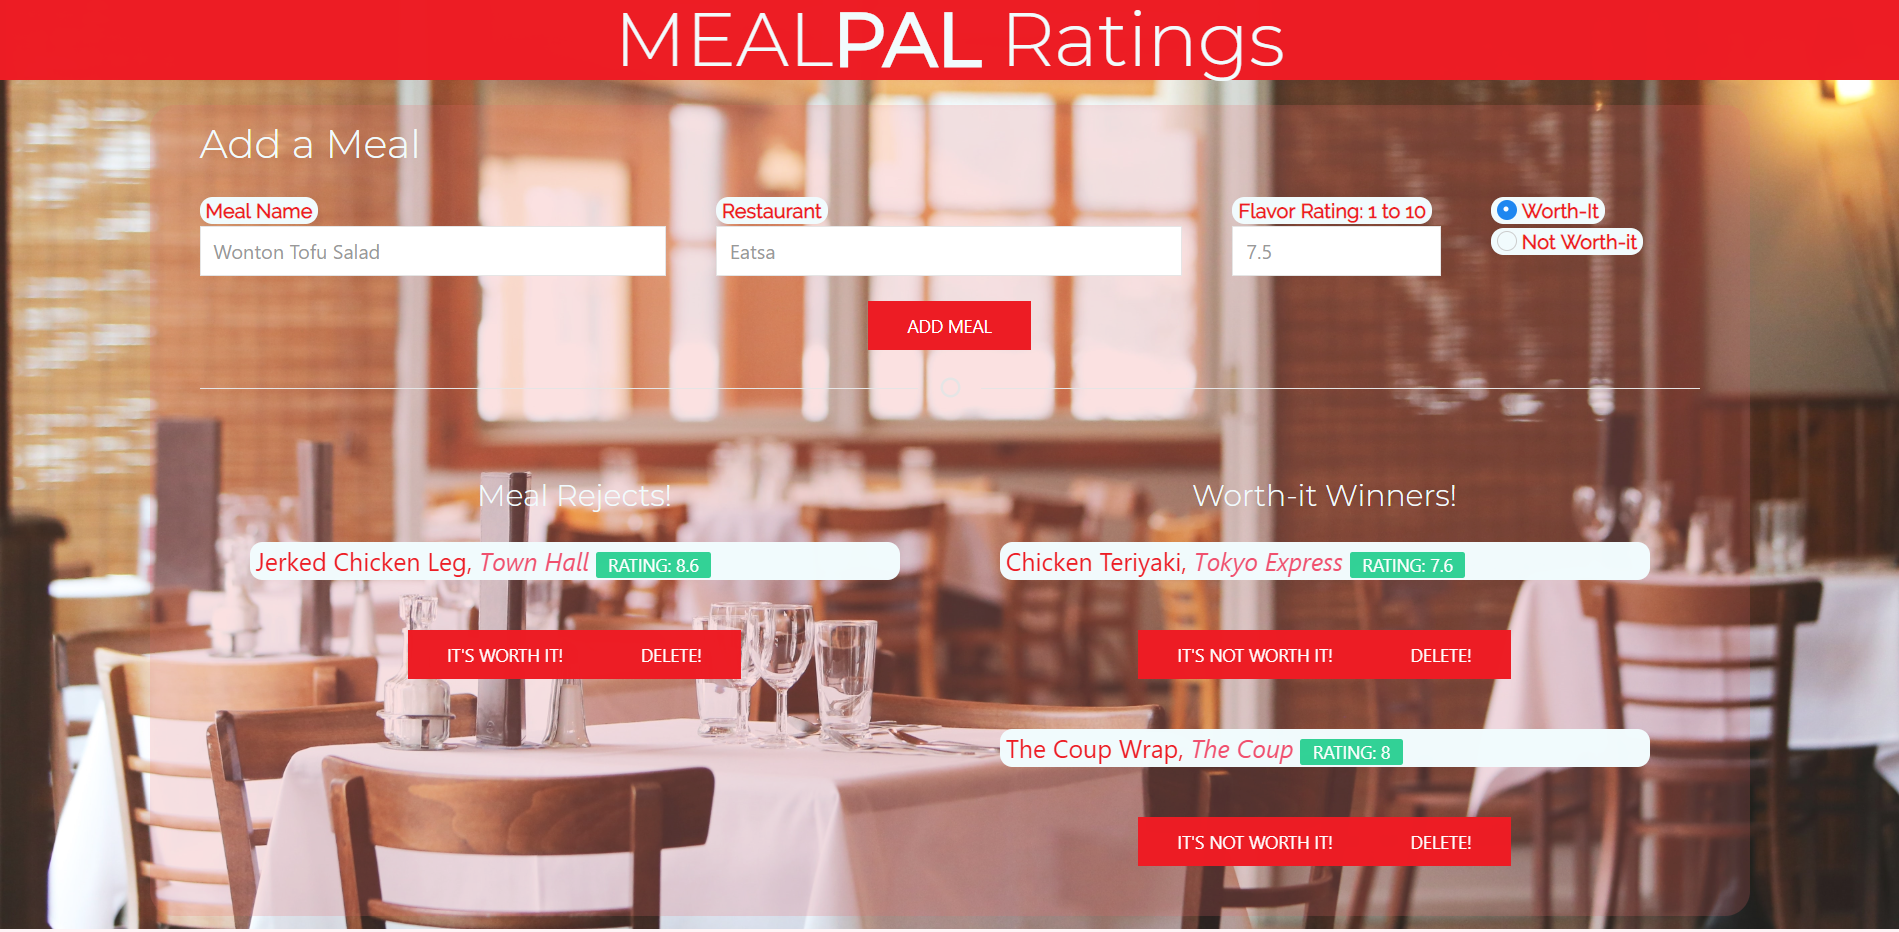 MEALPAL Ratings
Add a Meal
Meal Name
Restaurant
Flavor Rating: 1 to 10
Worth-It
Not Worth-it
Wonton Tofu Salad
Eatsa
7.5
ADD MEAL
Meal Rejects!
Jerked Chicken Leg, Town Hall RATING: 8.6
IT'S WORTH IT! DELETE!
Worth-it Winners!
Chicken Teriyaki, Tokyo Express RATING: 7.6
IT'S NOT WORTH IT! DELETE!
The Coup Wrap, The Coup RATING: 8
IT'S NOT WORTH IT! DELETE!